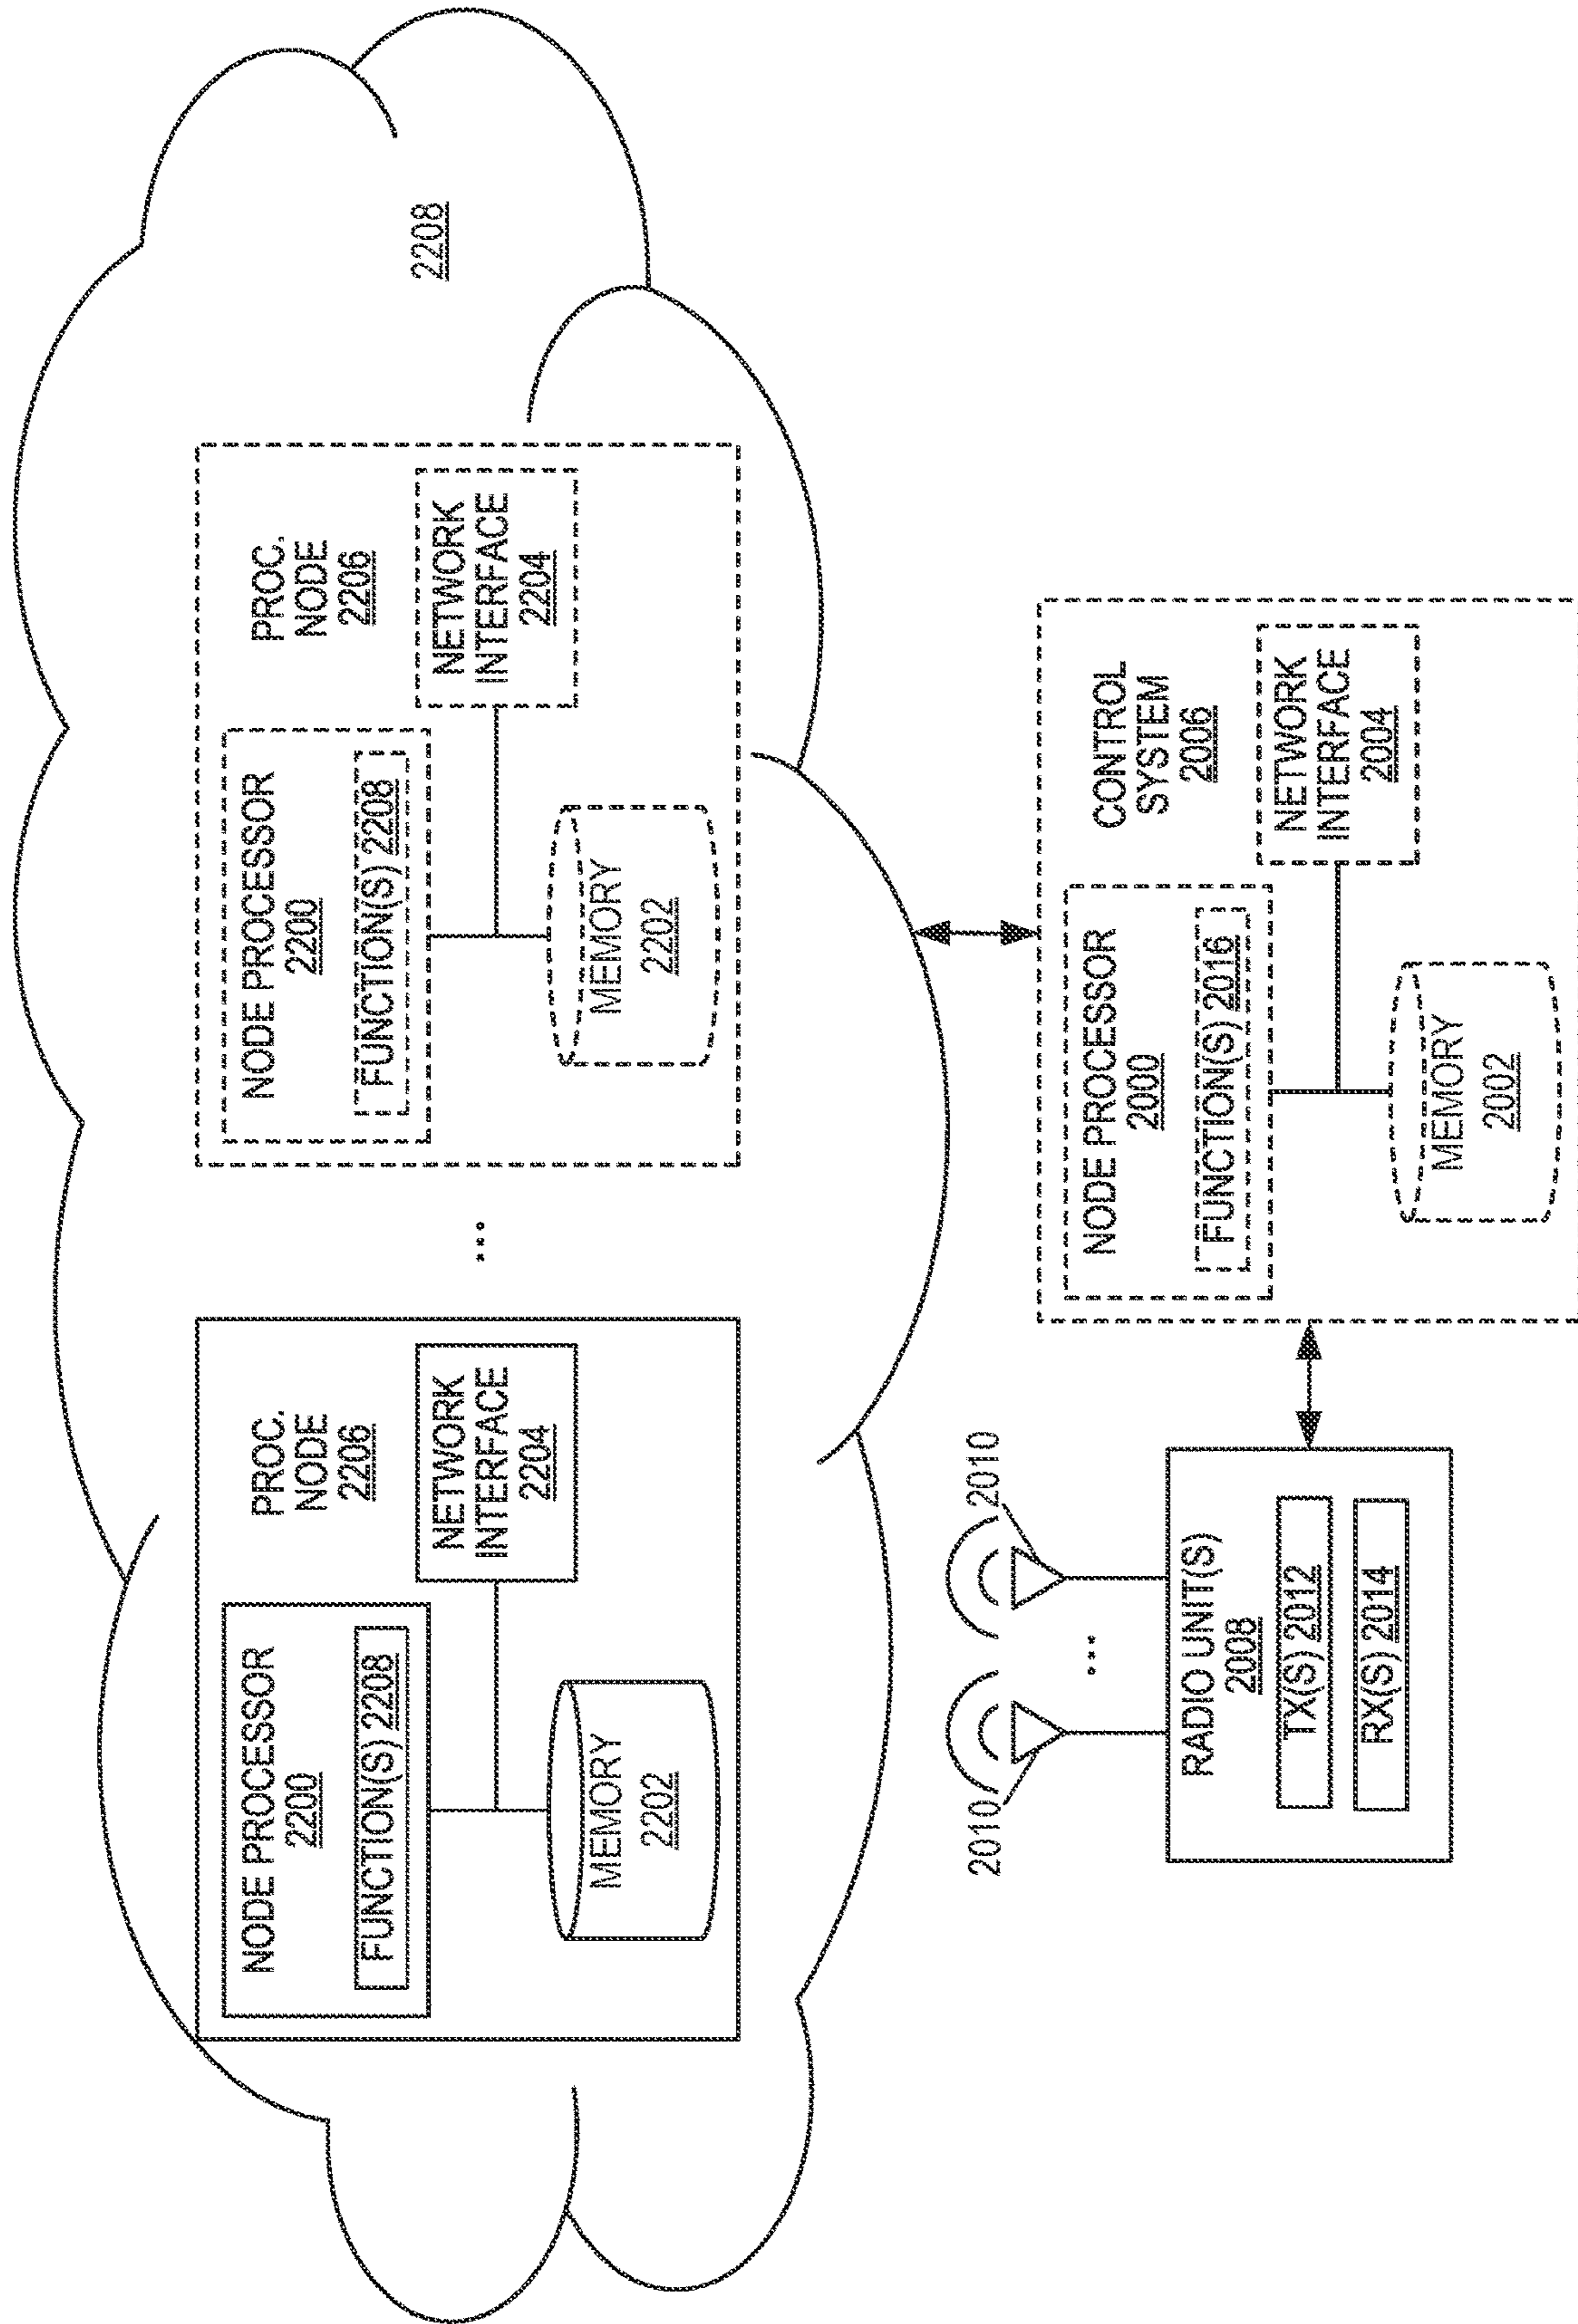 2208
NODE PROCESSOR
2200
FUNCTION(S) 2208
PROC.
NODE
2206
NETWORK
INTERFACE
2204
MEMORY
2202
...
NODE PROCESSOR
2200
FUNCTION(S) 2208
PROC.
NODE
2206
NETWORK
INTERFACE
2204
MEMORY
2202
2010
...
2010
RADIO UNIT(S)
2008
TX(S) 2012
RX(S) 2014
NODE PROCESSOR
2000
FUNCTION(S) 2016
CONTROL
SYSTEM
2006
NETWORK
INTERFACE
2004
MEMORY
2002